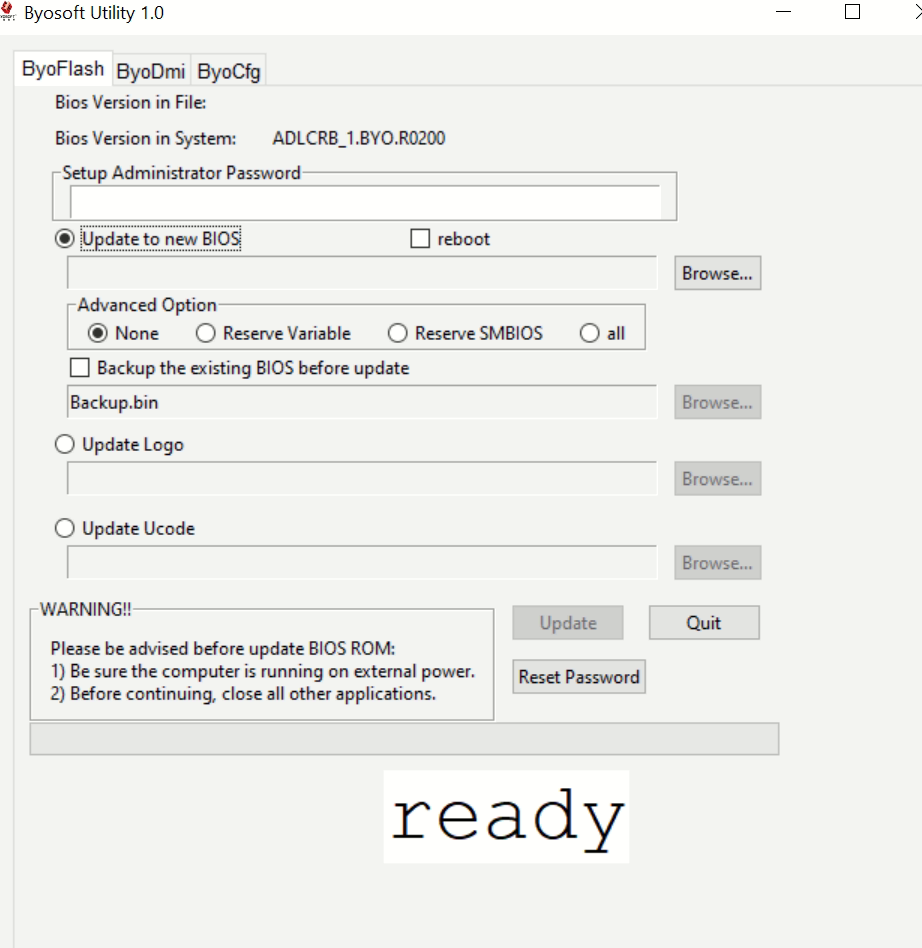 Byosoft Utility 1.0
ByoFlash ByoDmi ByoCfg
Bios Version in File:
Bios Version in System: ADLCRB_1.BYO.R0200
Setup Administrator Password
Update to new BIOS reboot
Browse...
Advanced Option
None Reserve Variable Reserve SMBIOS all
Backup the existing BIOS before update
Backup.bin Browse...
Update Logo
Browse...
Update Ucode
Browse...
WARNING!!
Update Quit
Please be advised before update BIOS ROM:
1) Be sure the computer is running on external power.
Reset Password
2) Before continuing, close all other applications.
ready